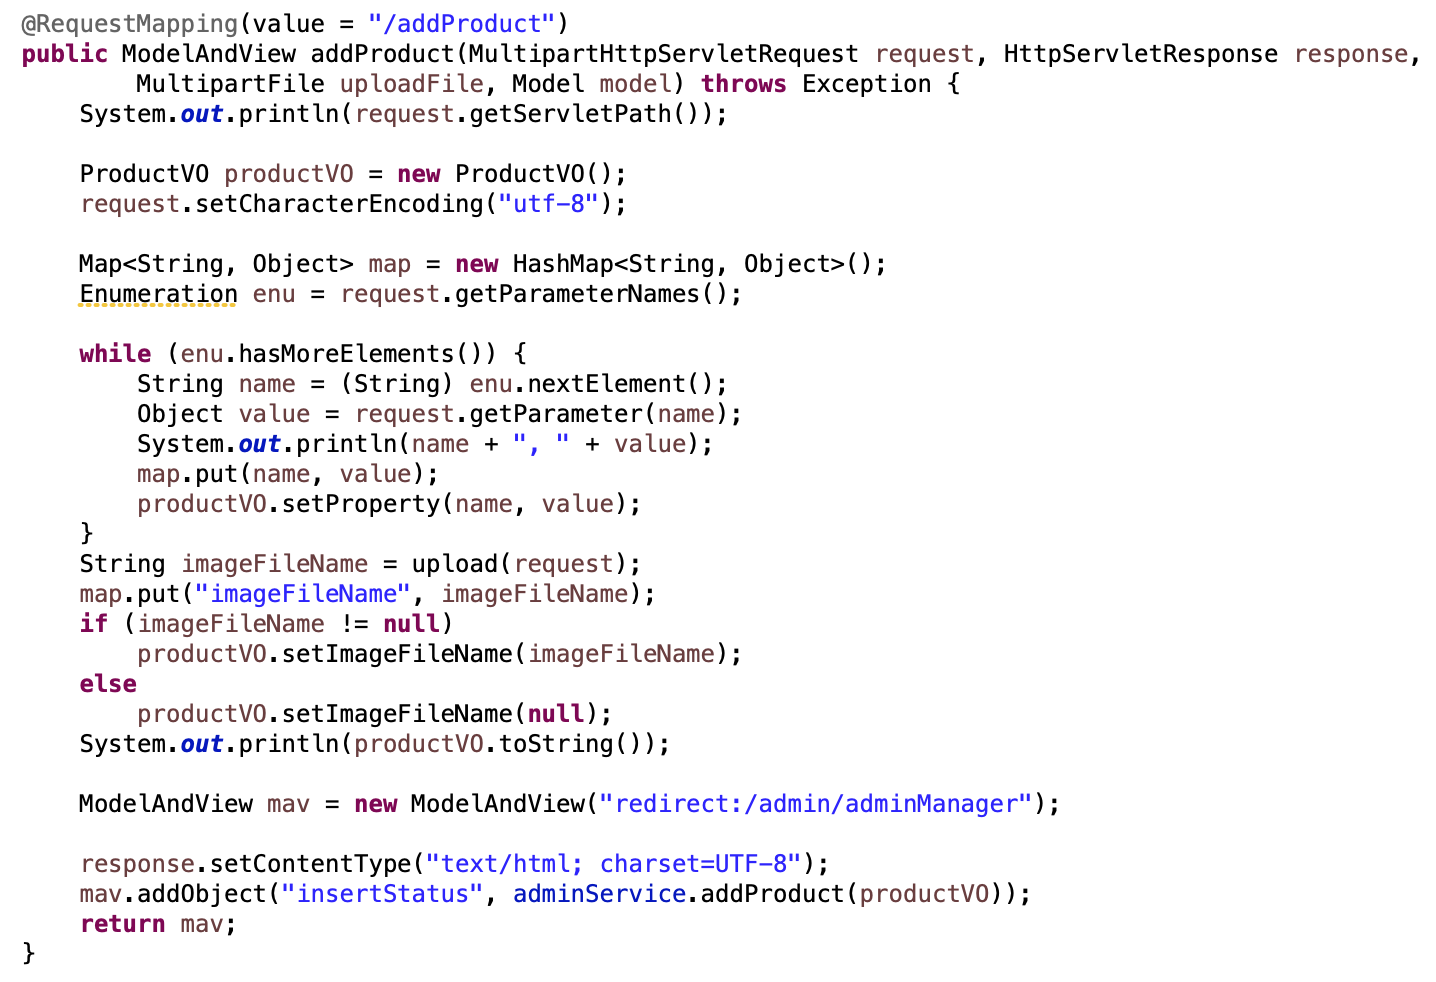 @RequestMapping(value = "/addProduct")
public ModelAndView addProduct(MultipartHttpServletRequest request, HttpServletResponse response,
        MultipartFile uploadFile, Model model) throws Exception {
    System.out.println(request.getServletPath());

    ProductVO productVO = new ProductVO();
    request.setCharacterEncoding("utf-8");

    Map<String, Object> map = new HashMap<String, Object>();
    Enumeration enu = request.getParameterNames();

    while (enu.hasMoreElements()) {
        String name = (String) enu.nextElement();
        Object value = request.getParameter(name);
        System.out.println(name + ", " + value);
        map.put(name, value);
        productVO.setProperty(name, value);
    }
    String imageFileName = upload(request);
    map.put("imageFileName", imageFileName);
    if (imageFileName != null)
        productVO.setImageFileName(imageFileName);
    else
        productVO.setImageFileName(null);
    System.out.println(productVO.toString());

    ModelAndView mav = new ModelAndView("redirect:/admin/adminManager");

    response.setContentType("text/html; charset=UTF-8");
    mav.addObject("insertStatus", adminService.addProduct(productVO));
    return mav;
}